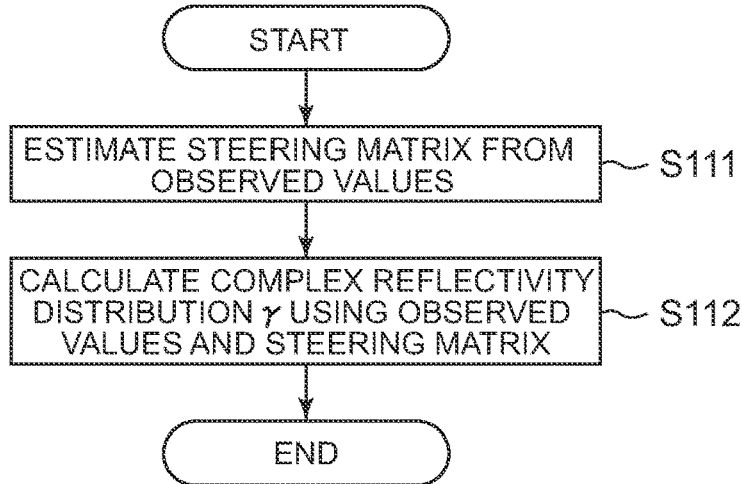 START
ESTIMATE STEERING MATRIX FROM
OBSERVED VALUES
S111
CALCULATE COMPLEX REFLECTIVITY
DISTRIBUTION γ USING OBSERVED
VALUES AND STEERING MATRIX
S112
END